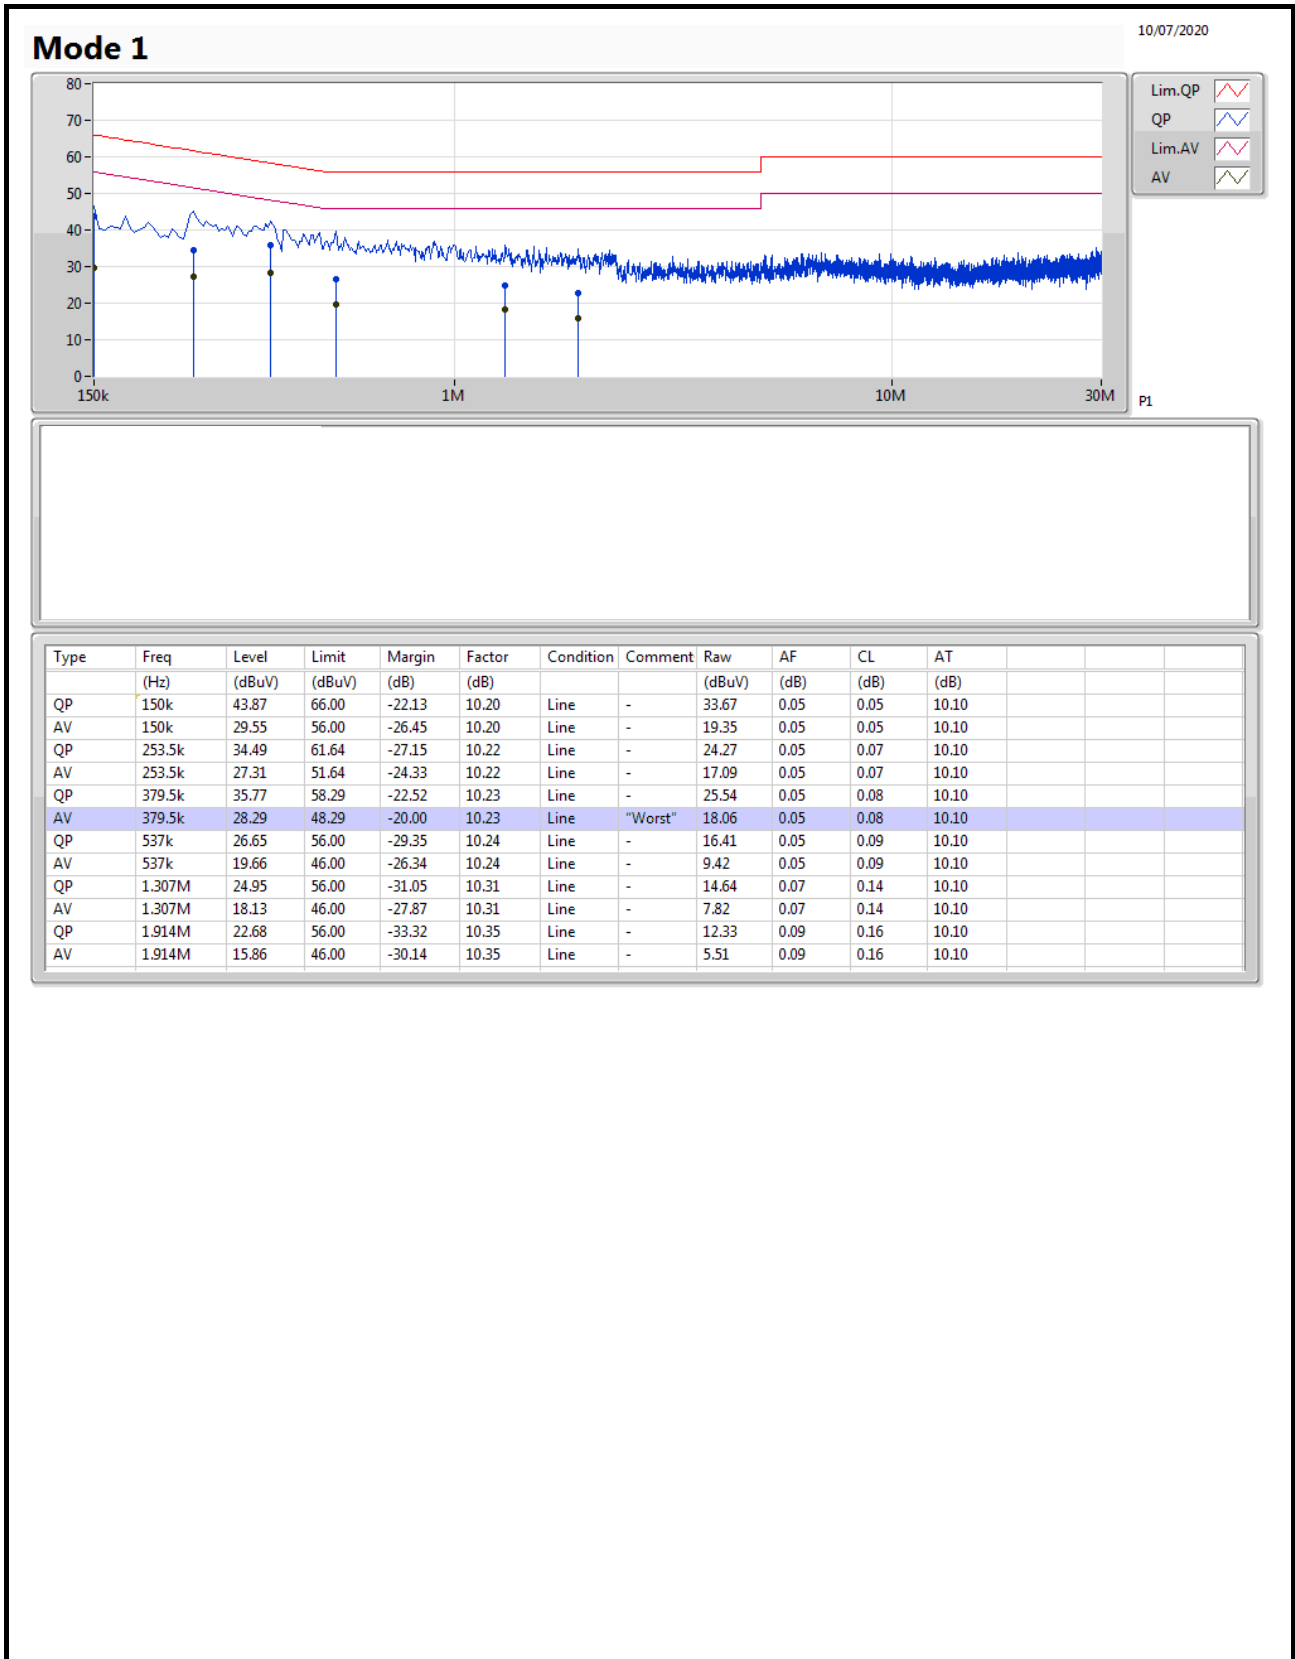 10/07/2020
Mode 1
80
70
60
50
40
30
20
10
0
150k 1M 10M 30M
Lim.QP
QP
Lim.AV
AV
P1
Type Freq Level Limit Margin Factor Condition Comment Raw AF CL AT
(Hz) (dBuV) (dBuV) (dB) (dB) (dBuV) (dB) (dB) (dB)
QP 150k 43.87 66.00 -22.13 10.20 Line - 33.67 0.05 0.05 10.10
AV 150k 29.55 56.00 -26.45 10.20 Line - 19.35 0.05 0.05 10.10
QP 253.5k 34.49 61.64 -27.15 10.22 Line - 24.27 0.05 0.07 10.10
AV 253.5k 27.31 51.64 -24.33 10.22 Line - 17.09 0.05 0.07 10.10
QP 379.5k 35.77 58.29 -22.52 10.23 Line - 25.54 0.05 0.08 10.10
AV 379.5k 28.29 48.29 -20.00 10.23 Line "Worst" 18.06 0.05 0.08 10.10
QP 537k 26.65 56.00 -29.35 10.24 Line - 16.41 0.05 0.09 10.10
AV 537k 19.66 46.00 -26.34 10.24 Line - 9.42 0.05 0.09 10.10
QP 1.307M 24.95 56.00 -31.05 10.31 Line - 14.64 0.07 0.14 10.10
AV 1.307M 18.13 46.00 -27.87 10.31 Line - 7.82 0.07 0.14 10.10
QP 1.914M 22.68 56.00 -33.32 10.35 Line - 12.33 0.09 0.16 10.10
AV 1.914M 15.86 46.00 -30.14 10.35 Line - 5.51 0.09 0.16 10.10